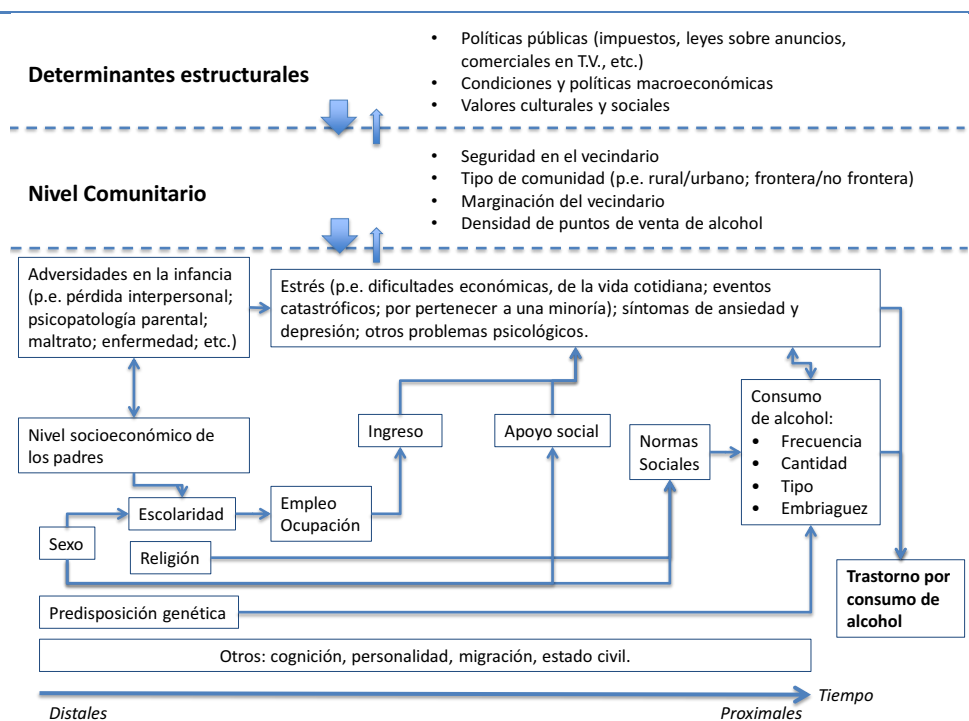 Determinantes estructurales
• Políticas públicas (impuestos, leyes sobre anuncios,
comerciales en T.V., etc.)
• Condiciones y políticas macroeconómicas
• Valores culturales y sociales
Nivel Comunitario
• Seguridad en el vecindario
• Tipo de comunidad (p.e. rural/urbano; frontera/no frontera)
• Marginación del vecindario
• Densidad de puntos de venta de alcohol
Adversidades en la infancia
(p.e. pérdida interpersonal;
psicopatología parental;
maltrato; enfermedad; etc.)
Estrés (p.e. dificultades económicas, de la vida cotidiana; eventos
catastróficos; por pertenecer a una minoría); síntomas de ansiedad y
depresión; otros problemas psicológicos.
Nivel socioeconómico de
los padres
Ingreso
Apoyo social
Normas
Sociales
Consumo
de alcohol:
• Frecuencia
• Cantidad
• Tipo
• Embriaguez
Escolaridad
Empleo
Ocupación
Sexo
Religión
Predisposición genética
Trastorno por
consumo de
alcohol
Otros: cognición, personalidad, migración, estado civil.
Tiempo
Distales
Proximales